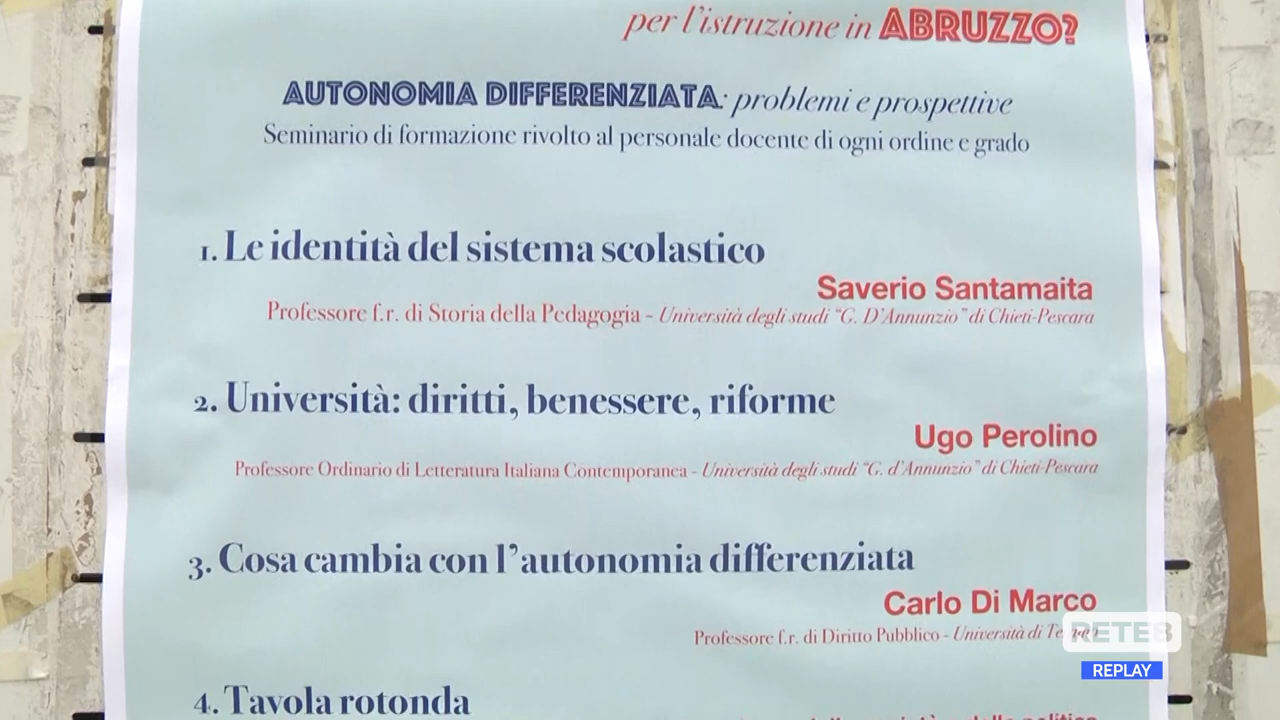 per l'istruzione in ABRUZZO?
AUTONOMIA DIFFERENZIATA: problemi e prospettive
Seminario di formazione rivolto al personale docente di ogni ordine e grado
1. Le identità del sistema scolastico
Saverio Santamaita
Professore f.r. di Storia della Pedagogia - Università degli studi "G. D'Annunzio" di Chieti-Pescara
2. Università: diritti, benessere, riforme
Ugo Perolino
Professore Ordinario di Letteratura Italiana Contemporanea - Università degli studi "G. d'Annunzio" di Chieti-Pescara
3. Cosa cambia con l'autonomia differenziata
Carlo Di Marco
Professore f.r. di Diritto Pubblico - Università di Teramo
RETE8
REPLAY
4. Tavola rotonda